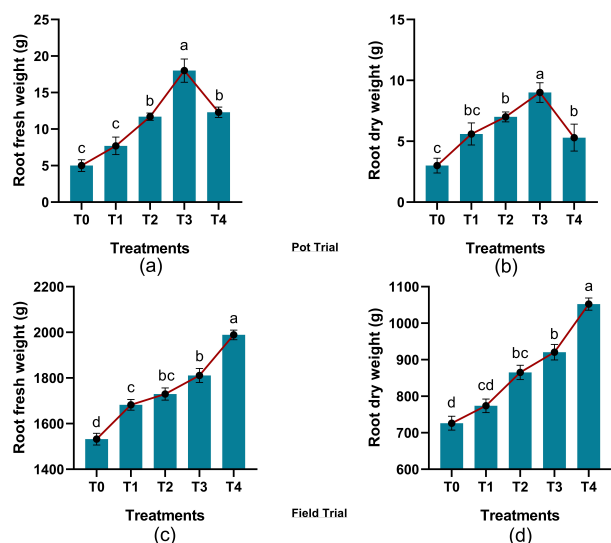 Root fresh weight (g)
25
20
15
10
5
0
c
c
b
a
b
T0 T1 T2 T3 T4
Treatments
(a)
Root dry weight (g)
15
10
5
0
c
bc
b
a
b
T0 T1 T2 T3 T4
Treatments
(b)
Pot Trial
Root fresh weight (g)
2200
2000
1800
1600
1400
d
c
bc
b
a
T0 T1 T2 T3 T4
Treatments
(c)
Root dry weight (g)
1100
1000
900
800
700
600
d
cd
bc
b
a
T0 T1 T2 T3 T4
Treatments
(d)
Field Trial